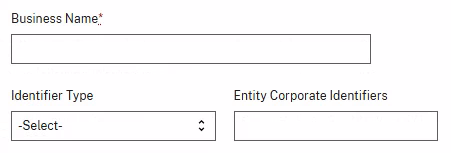 Business Name*
Identifier Type Entity Corporate Identifiers
-Select-